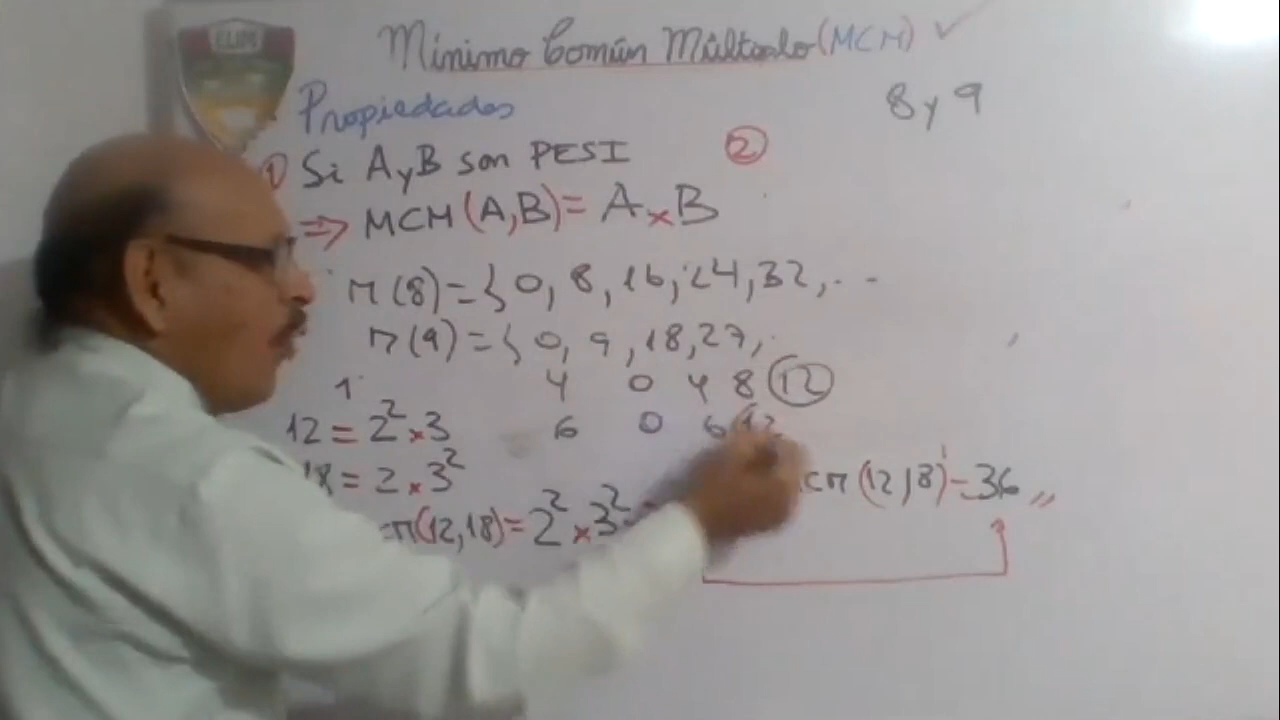 ELIM
Mínimo Común Múltiplo (MCM) ✓
Propiedades
8 y 9
① Si A y B son PESI
②
⇒ MCM (A,B) = A × B
M(8) = { 0, 8, 16, 24, 32, ...
M(9) = { 0, 9, 18, 27,
4 0 4 8 12
12 = 2² × 3
6 0 6 12
18 = 2 × 3²
(12,18) = 2² × 3²
(12,18) = 36 ,,